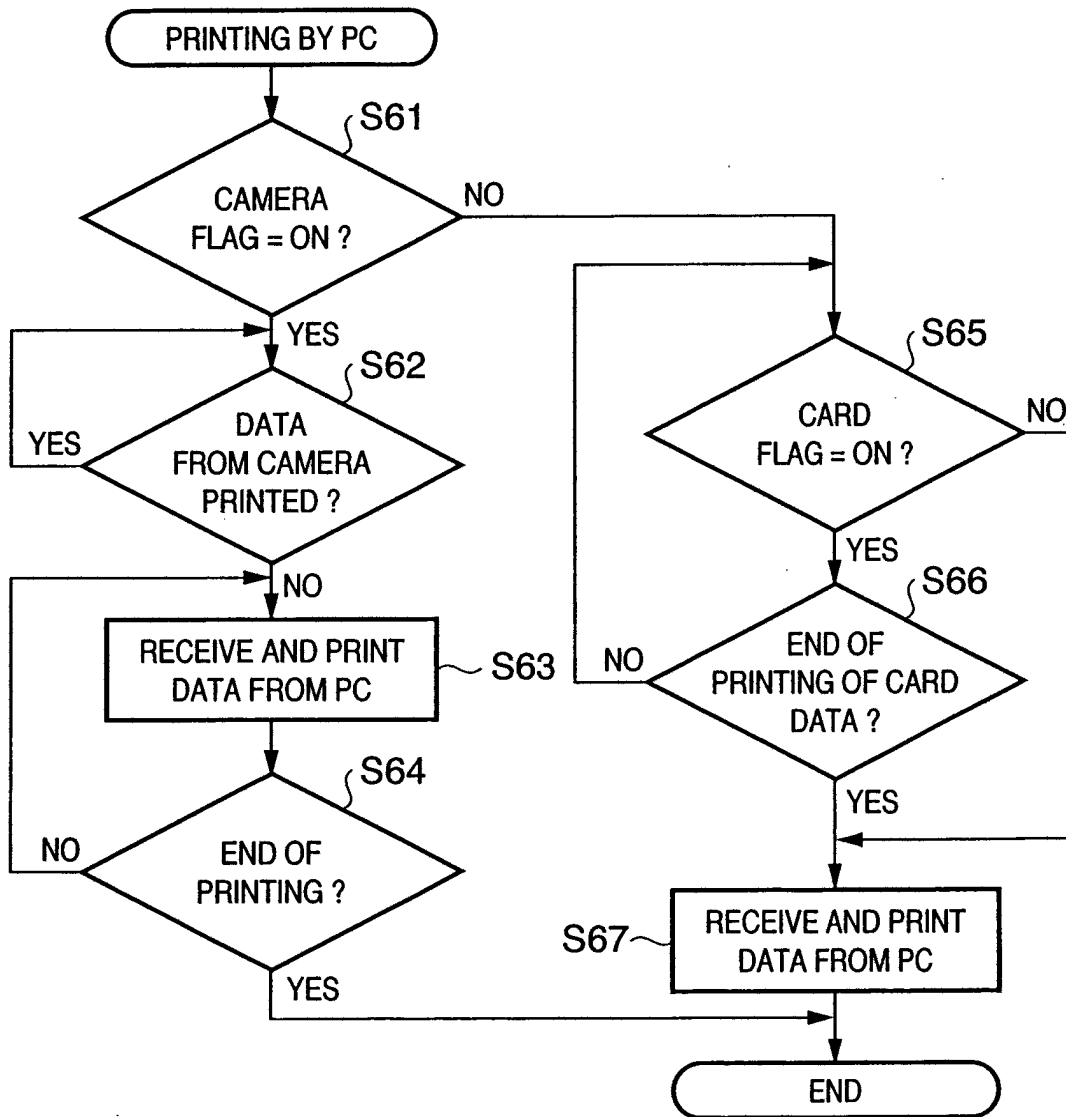 PRINTING BY PC
S61
CAMERA
FLAG = ON ?
NO
YES
S62
DATA
FROM CAMERA
PRINTED ?
YES
NO
RECEIVE AND PRINT
DATA FROM PC
S63
S64
END OF
PRINTING ?
NO
YES
S65
CARD
FLAG = ON ?
NO
YES
S66
END OF
PRINTING OF CARD
DATA ?
NO
YES
S67
RECEIVE AND PRINT
DATA FROM PC
END